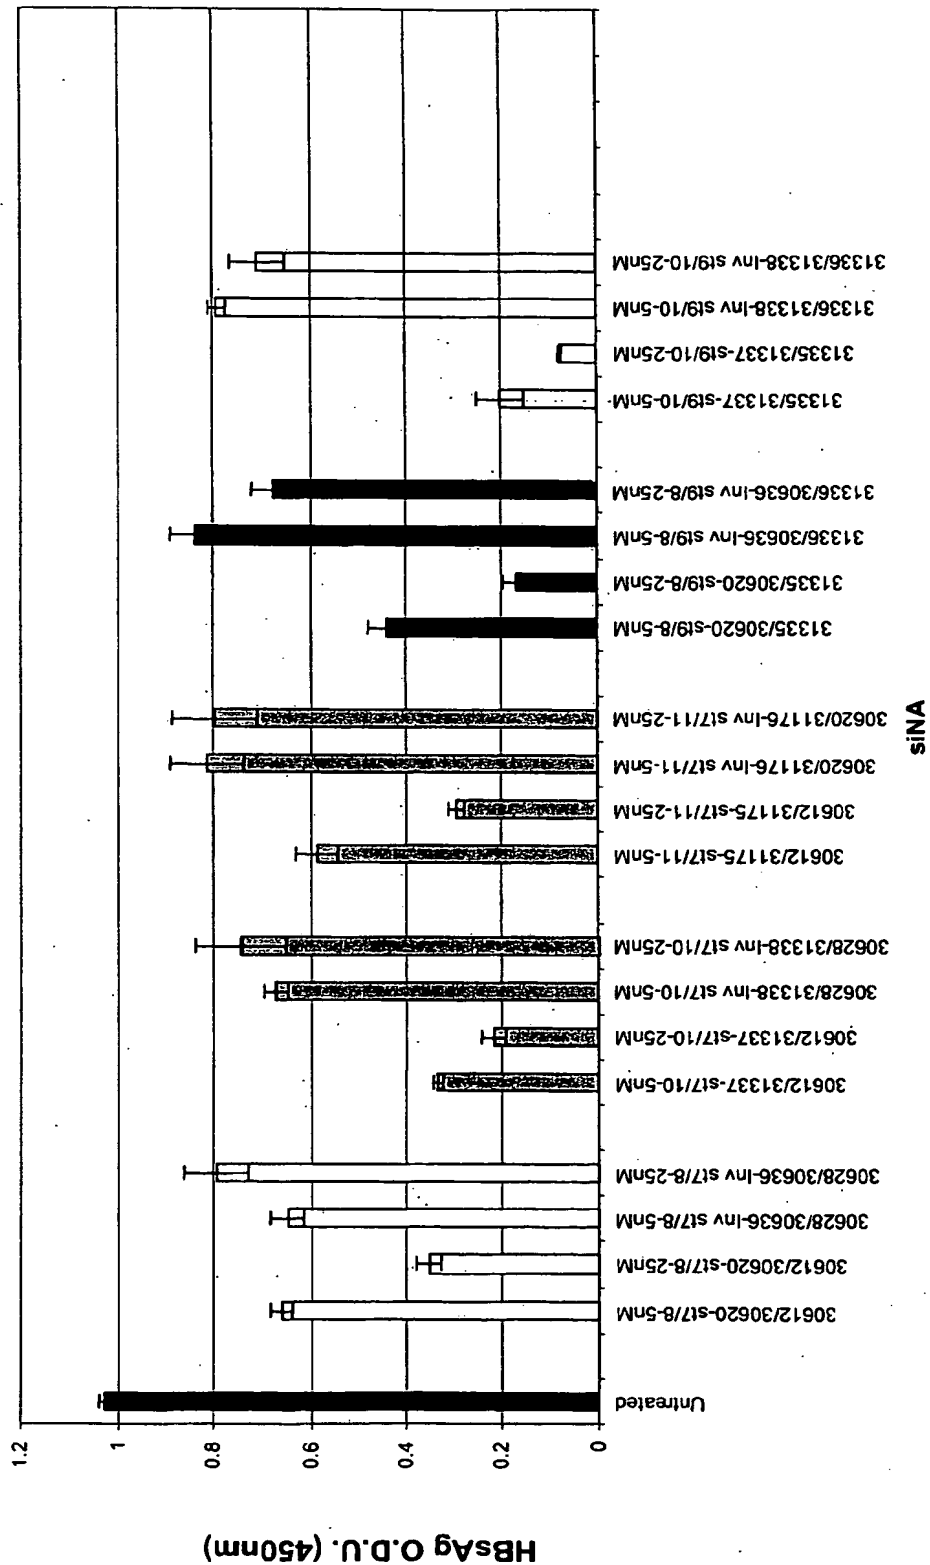 HBsAg O.D.U. (450nm)
1.2
1
0.8
0.6
0.4
0.2
0
Untreated
30612/30620-st7/8-5nM
30612/30620-st7/8-25nM
30628/30636-Inv st7/8-5nM
30628/30636-Inv st7/8-25nM
30612/31337-st7/10-5nM
30612/31337-st7/10-25nM
30628/31338-Inv st7/10-5nM
30628/31338-Inv st7/10-25nM
30612/31175-st7/11-5nM
30612/31175-st7/11-25nM
30620/31176-Inv st7/11-5nM
30620/31176-Inv st7/11-25nM
31335/30620-st9/8-5nM
31335/30620-st9/8-25nM
31336/30636-Inv st9/8-5nM
31336/30636-Inv st9/8-25nM
31335/31337-st9/10-5nM
31335/31337-st9/10-25nM
31336/31338-Inv st9/10-5nM
31336/31338-Inv st9/10-25nM
siNA